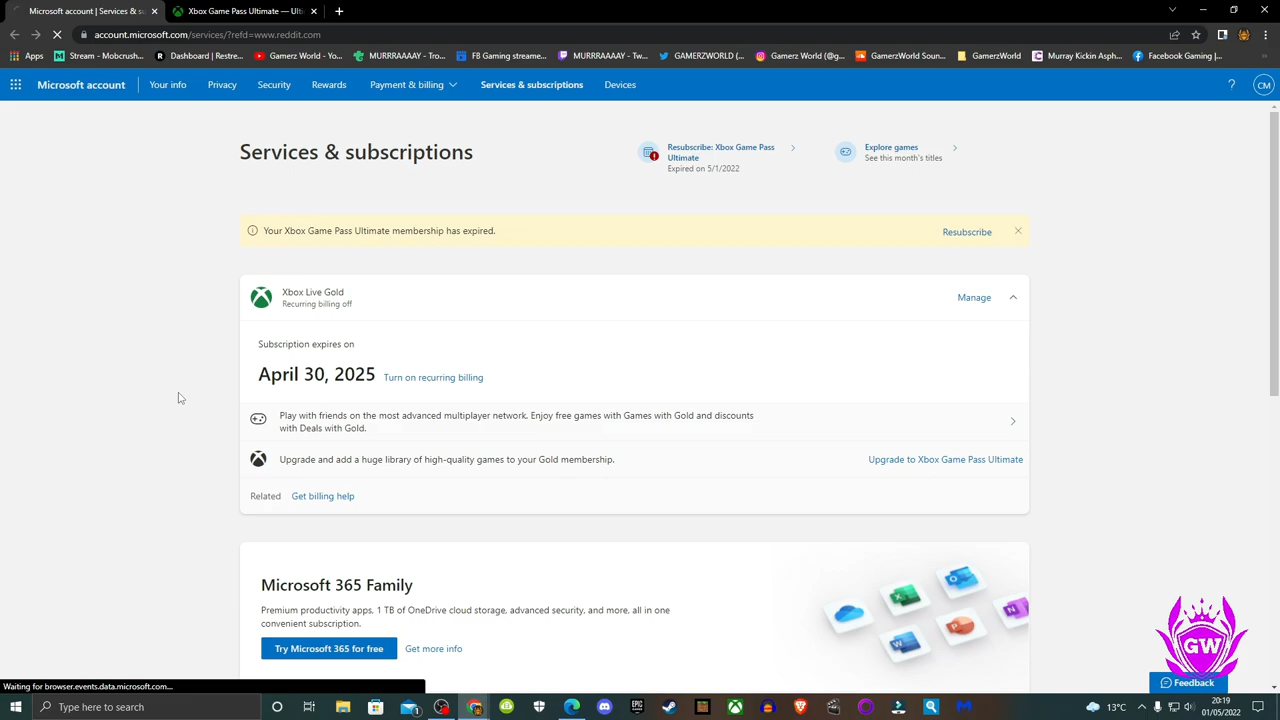 Microsoft account | Services & su
Xbox Game Pass Ultimate — Ulti
account.microsoft.com/services/?refd=www.reddit.com
Apps
Stream - Mobcrush...
Dashboard | Restre...
Gamerz World - Yo...
MURRRAAAAY - Tro...
FB Gaming streame...
MURRRAAAAY - Tw...
GAMERZWORLD (...
Gamerz World (@g...
GamerzWorld Soun...
GamerzWorld
Murray Kickin Asph...
Facebook Gaming |...
Microsoft account
Your info
Privacy
Security
Rewards
Payment & billing
Services & subscriptions
Devices
?
CM
Services & subscriptions
Resubscribe: Xbox Game Pass
Ultimate
Expired on 5/1/2022
Explore games
See this month's titles
Your Xbox Game Pass Ultimate membership has expired.
Resubscribe
Xbox Live Gold
Recurring billing off
Manage
Subscription expires on
April 30, 2025 Turn on recurring billing
Play with friends on the most advanced multiplayer network. Enjoy free games with Games with Gold and discounts
with Deals with Gold.
Upgrade and add a huge library of high-quality games to your Gold membership.
Upgrade to Xbox Game Pass Ultimate
Related Get billing help
Microsoft 365 Family
Premium productivity apps, 1 TB of OneDrive cloud storage, advanced security, and more, all in one
convenient subscription.
Try Microsoft 365 for free
Get more info
GW
Feedback
Waiting for browser.events.data.microsoft.com...
Type here to search
13°C
20:19
01/05/2022